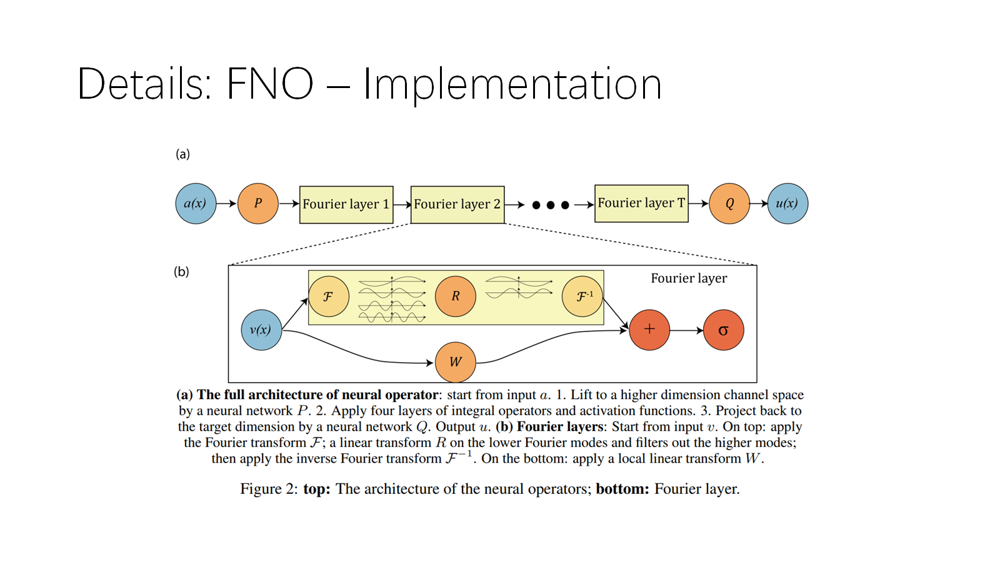 Details: FNO – Implementation
(a)
a(x) P Fourier layer 1 Fourier layer 2 ••• Fourier layer T Q u(x)
(b)
Fourier layer
ℱ R ℱ⁻¹
v(x) + σ
W
(a) The full architecture of neural operator: start from input a. 1. Lift to a higher dimension channel space
by a neural network P. 2. Apply four layers of integral operators and activation functions. 3. Project back to
the target dimension by a neural network Q. Output u. (b) Fourier layers: Start from input v. On top: apply
the Fourier transform ℱ; a linear transform R on the lower Fourier modes and filters out the higher modes;
then apply the inverse Fourier transform ℱ⁻¹. On the bottom: apply a local linear transform W.
Figure 2: top: The architecture of the neural operators; bottom: Fourier layer.